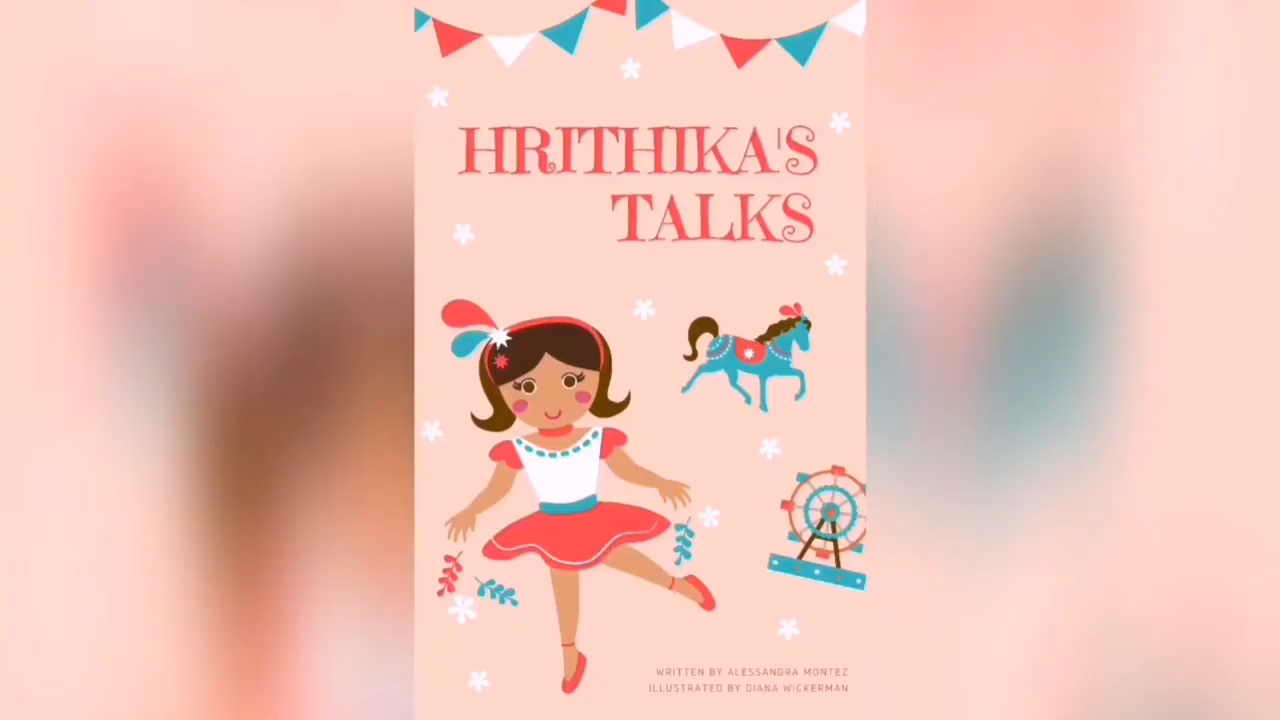 HRITHIKA'S
TALKS
WRITTEN BY ALESSANDRA MONTEZ
ILLUSTRATED BY DIANA WICKERMAN